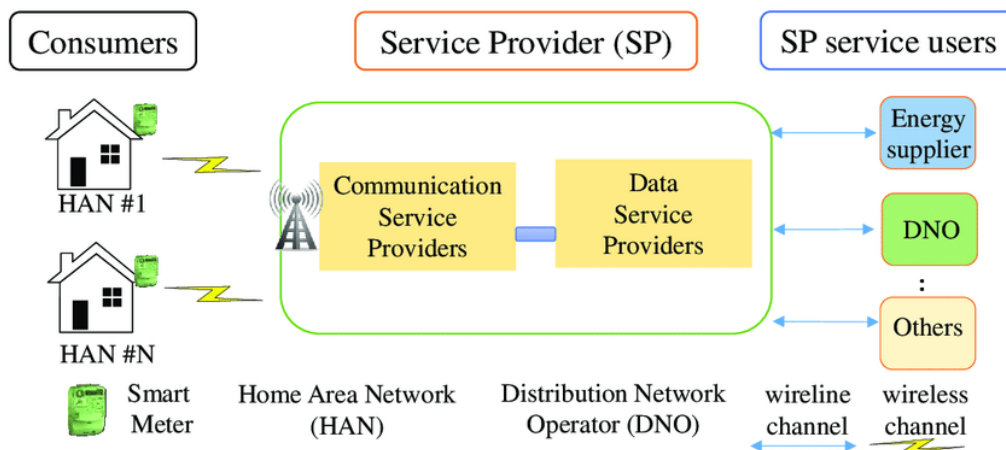 Consumers
Service Provider (SP)
SP service users
HAN #1
HAN #N
Communication
Service
Providers
Data
Service
Providers
Energy
supplier
DNO
:
Others
Smart
Meter
Home Area Network
(HAN)
Distribution Network
Operator (DNO)
wireline
channel
wireless
channel